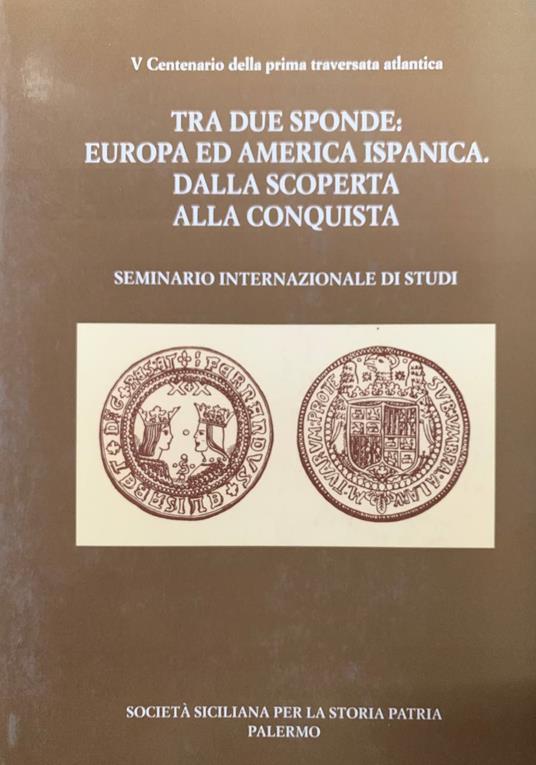 V Centenario della prima traversata atlantica
TRA DUE SPONDE:
EUROPA ED AMERICA ISPANICA.
DALLA SCOPERTA
ALLA CONQUISTA
SEMINARIO INTERNAZIONALE DI STUDI
SOCIETÀ SICILIANA PER LA STORIA PATRIA
PALERMO